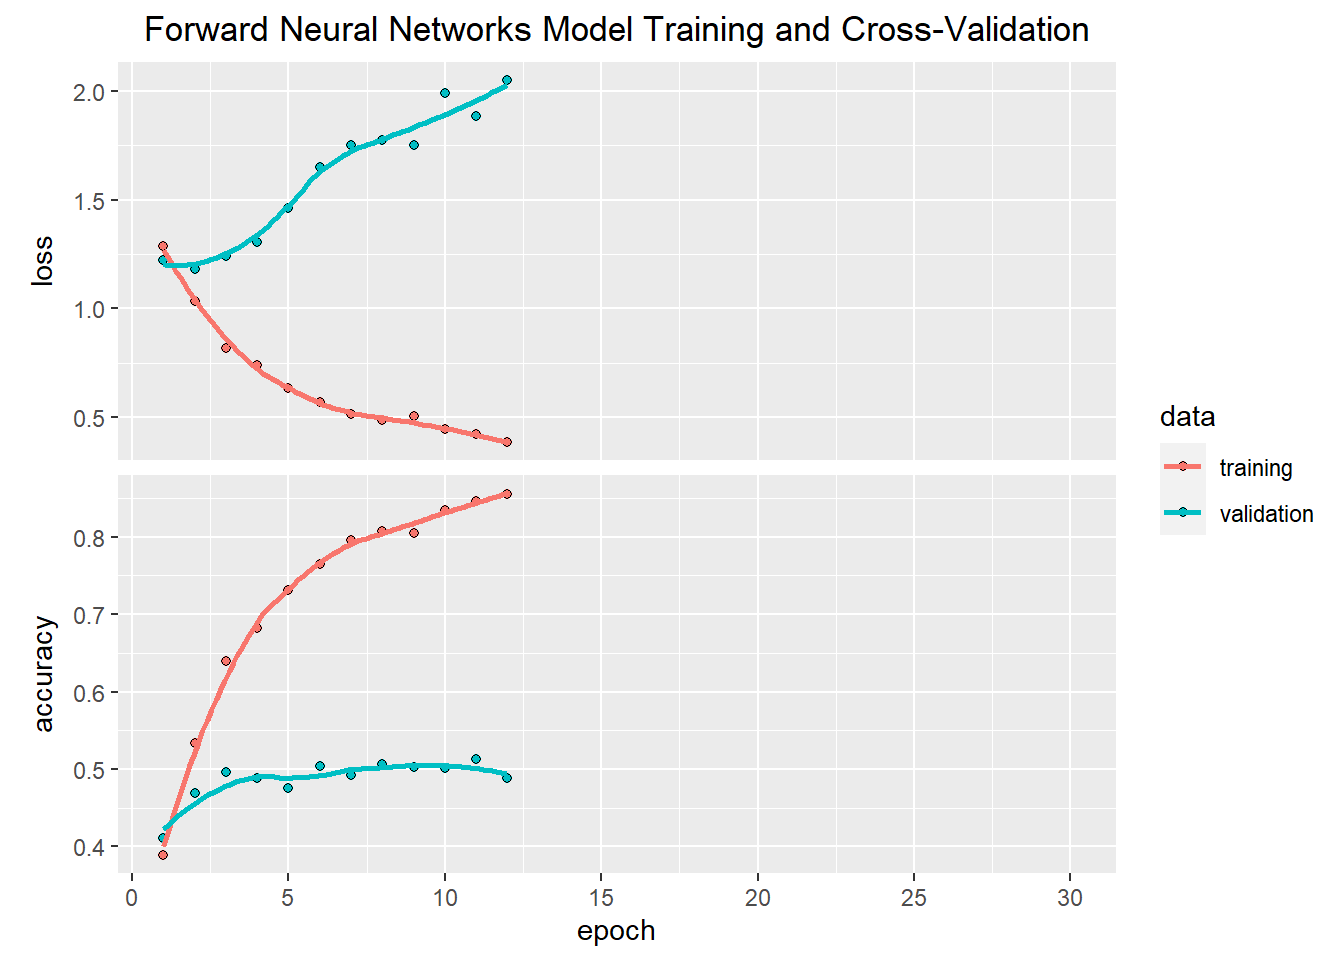 Forward Neural Networks Model Training and Cross-Validation
2.0
1.5
1.0
0.5
loss
0.8
0.7
0.6
0.5
0.4
accuracy
0 5 10 15 20 25 30
epoch
data
training
validation